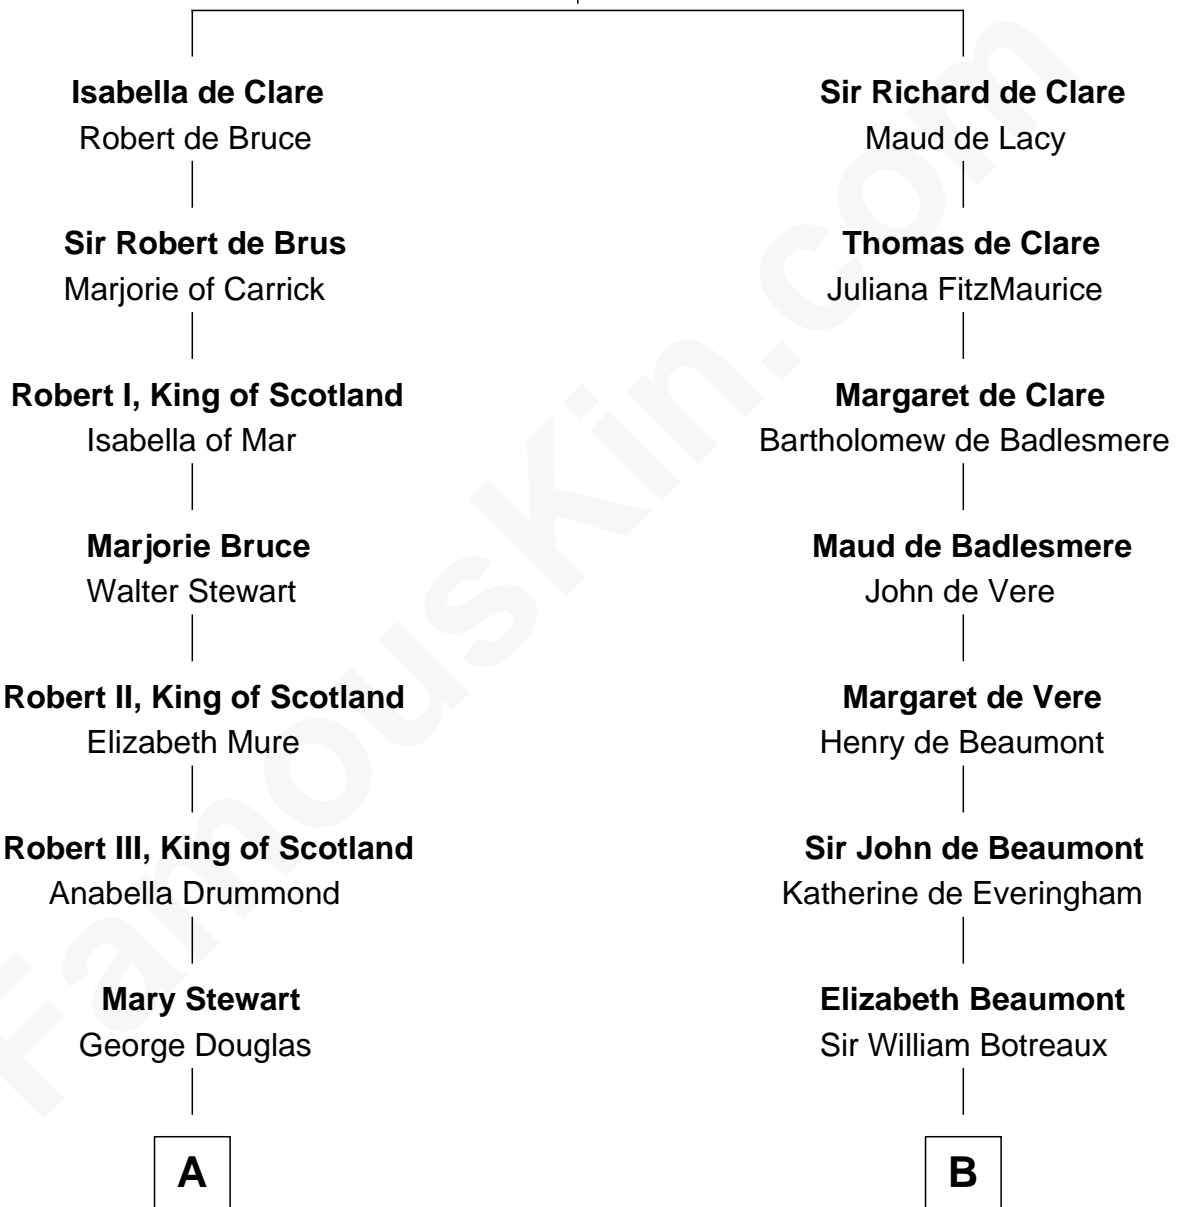 Isabella de Clare
Robert de Bruce
Sir Robert de Brus
Marjorie of Carrick
Robert I, King of Scotland
Isabella of Mar
Marjorie Bruce
Walter Stewart
Robert II, King of Scotland
Elizabeth Mure
Robert III, King of Scotland
Anabella Drummond
Mary Stewart
George Douglas
A
Sir Richard de Clare
Maud de Lacy
Thomas de Clare
Juliana FitzMaurice
Margaret de Clare
Bartholomew de Badlesmere
Maud de Badlesmere
John de Vere
Margaret de Vere
Henry de Beaumont
Sir John de Beaumont
Katherine de Everingham
Elizabeth Beaumont
Sir William Botreaux
B
FamousKin.com